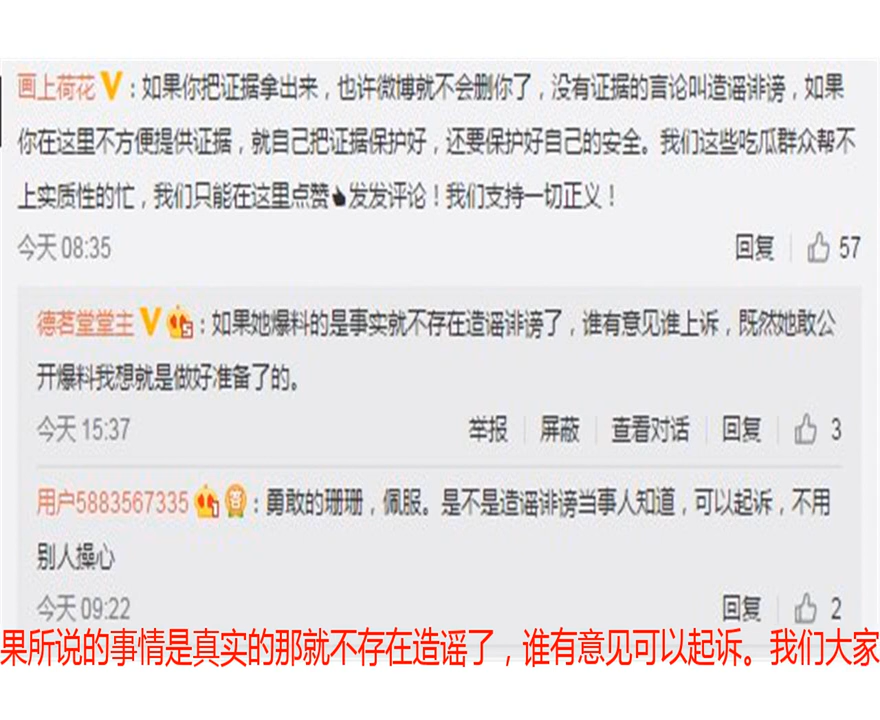 画上荷花V：如果你把证据拿出来，也许微博就不会删你了，没有证据的言论叫造谣诽谤，如果
你在这里不方便提供证据，就自己把证据保护好，还要保护好自己的安全。我们这些吃瓜群众帮不
上实质性的忙，我们只能在这里点赞发发评论！我们支持一切正义！
今天 08:35 回复 57
德茗堂堂主V 5：如果她爆料的是事实就不存在造谣诽谤了，谁有意见谁上诉，既然她敢公
开爆料我想就是做好准备了的。
今天 15:37 举报 屏蔽 查看对话 回复 3
用户5883567335 1 答：勇敢的珊珊，佩服。是不是造谣诽谤当事人知道，可以起诉，不用
别人操心
今天 09:22 回复 2
果所说的事情是真实的那就不存在造谣了，谁有意见可以起诉。我们大家